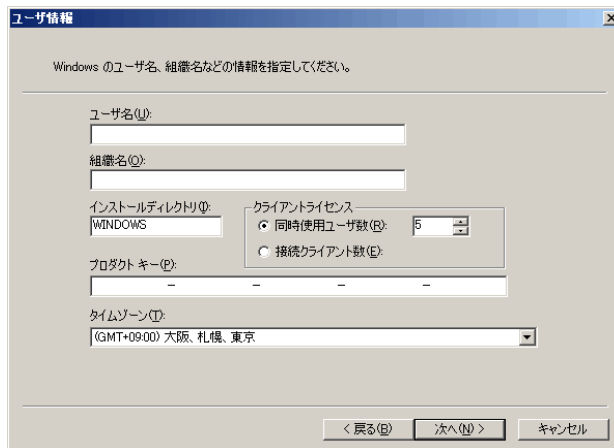 ユーザ情報
Windows のユーザ名、組織名などの情報を指定してください。
ユーザ名(U):
組織名(O):
インストールディレクトリ(I):
WINDOWS
クライアントライセンス
同時使用ユーザ数(R):
5
接続クライアント数(E):
プロダクト キー(P):
– – – –
タイムゾーン(T):
(GMT+09:00) 大阪、札幌、東京
< 戻る(B)
次へ(N) >
キャンセル